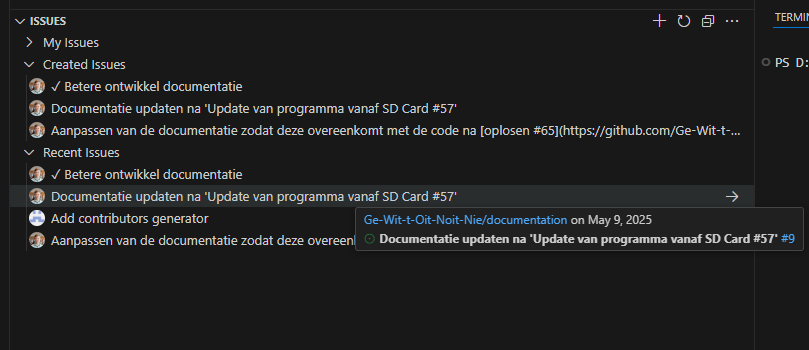 ISSUES
My Issues
Created Issues
✓ Betere ontwikkel documentatie
Documentatie updaten na 'Update van programma vanaf SD Card #57'
Aanpassen van de documentatie zodat deze overeenkomt met de code na [oplosen #65](https://github.com/Ge-Wit-t-...
Recent Issues
✓ Betere ontwikkel documentatie
Documentatie updaten na 'Update van programma vanaf SD Card #57'
Add contributors generator
Aanpassen van de documentatie zodat deze overeenk
Ge-Wit-t-Oit-Noit-Nie/documentation on May 9, 2025
Documentatie updaten na 'Update van programma vanaf SD Card #57' #9
TERMIN
PS D: